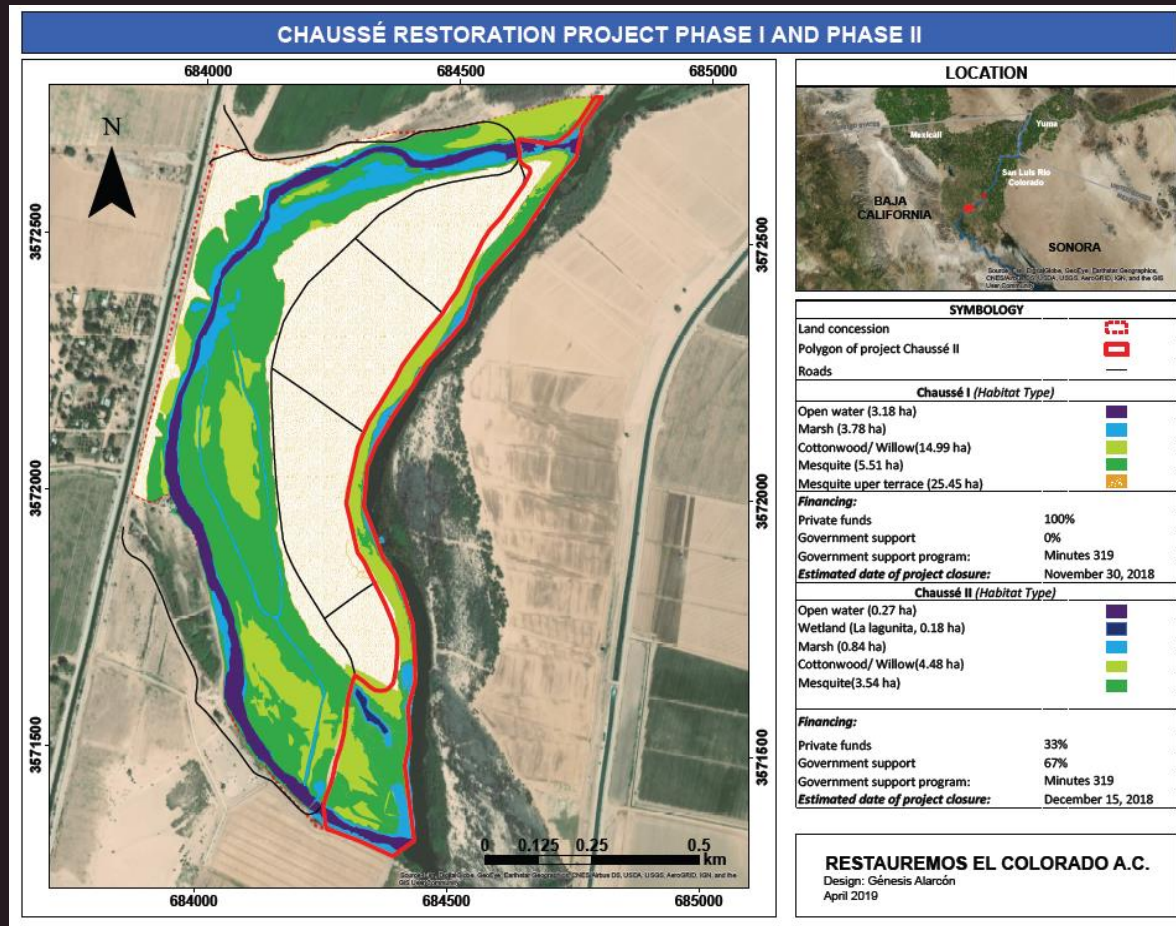 CHAUSSÉ RESTORATION PROJECT PHASE I AND PHASE II
684000 684500 685000
N
3572500
3572000
3571500
3572500
3572000
3571500
0 0.125 0.25 0.5
km
684000 684500 685000
LOCATION
Mexicali
Yuma
San Luis Río
Colorado
BAJA
CALIFORNIA
SONORA
User Community
SYMBOLOGY
Land concession
Polygon of project Chaussé II
Roads
Chaussé I (Habitat Type)
Open water (3.18 ha)
Marsh (3.78 ha)
Cottonwood/ Willow(14.99 ha)
Mesquite (5.51 ha)
Mesquite uper terrace (25.45 ha)
Financing:
Private funds 100%
Government support 0%
Government support program: Minutes 319
Estimated date of project closure: November 30, 2018
Chaussé II (Habitat Type)
Open water (0.27 ha)
Wetland (La lagunita, 0.18 ha)
Marsh (0.84 ha)
Cottonwood/ Willow(4.48 ha)
Mesquite(3.54 ha)
Financing:
Private funds 33%
Government support 67%
Government support program: Minutes 319
Estimated date of project closure: December 15, 2018
RESTAUREMOS EL COLORADO A.C.
Design: Génesis Alarcón
April 2019